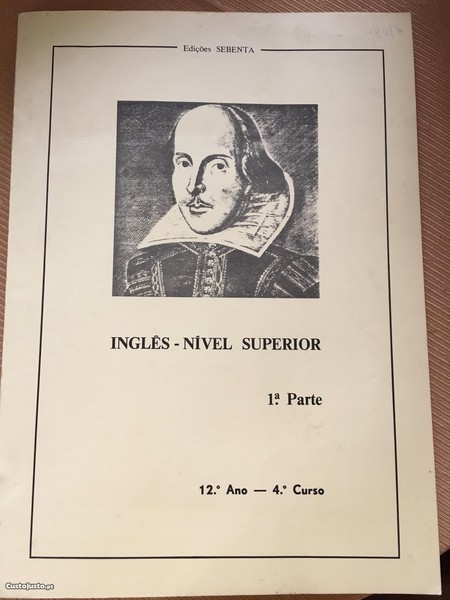 Edições SEBENTA
INGLÊS - NÍVEL SUPERIOR
1.ª Parte
12.º Ano — 4.º Curso
CustoJusto.pt